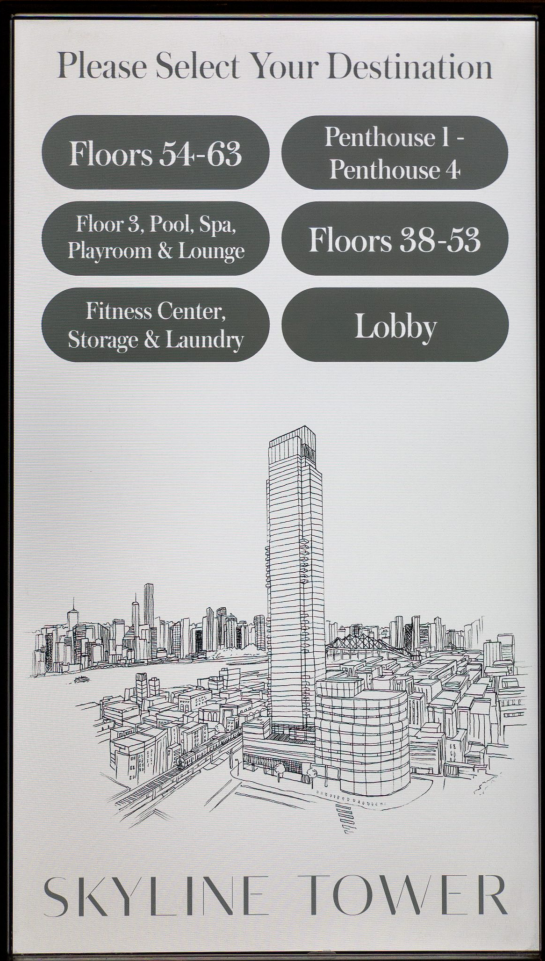 Please Select Your Destination
Floors 54-63
Penthouse 1 -
Penthouse 4
Floor 3, Pool, Spa,
Playroom & Lounge
Floors 38-53
Fitness Center,
Storage & Laundry
Lobby
SKYLINE TOWER